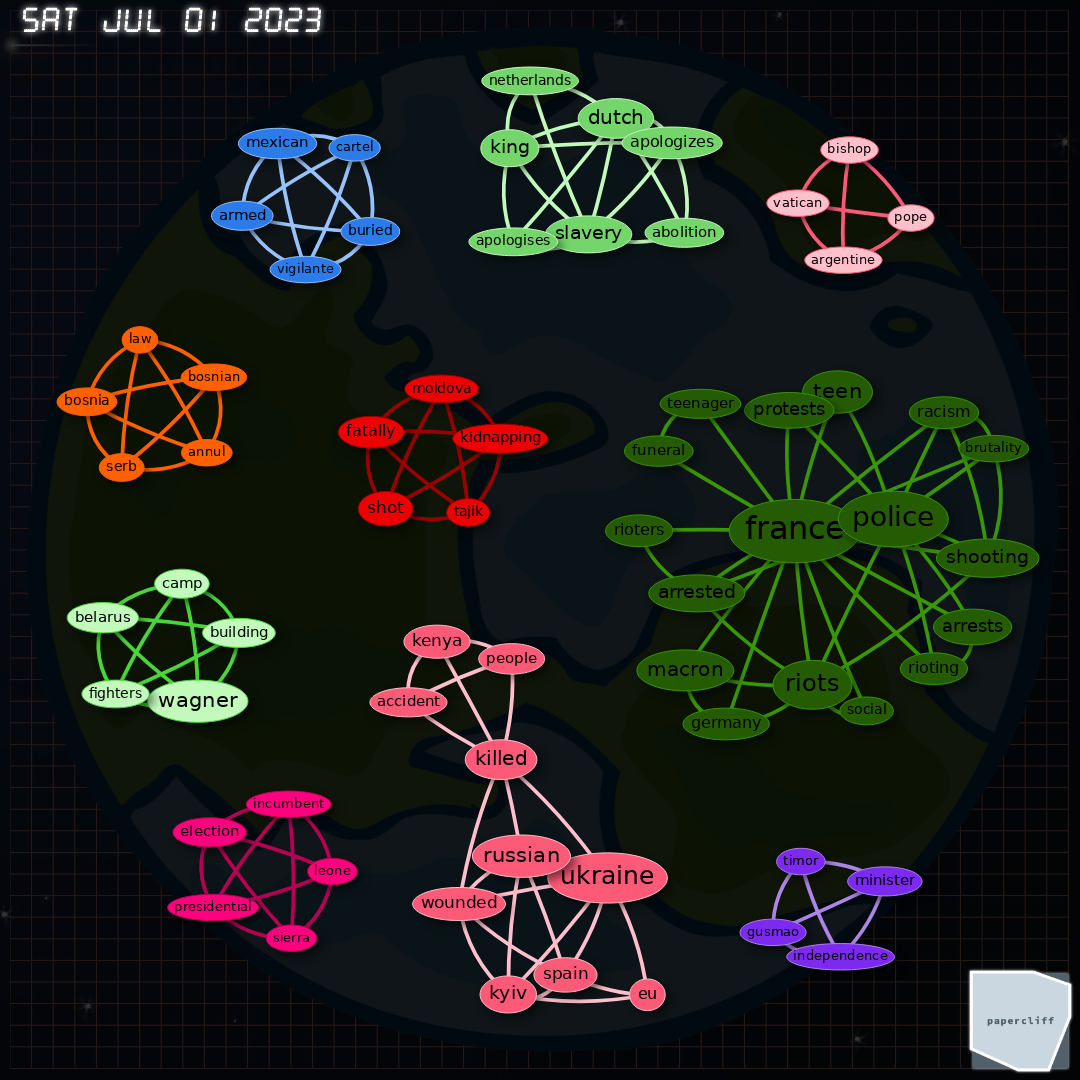 SAT JUL 01 2023
netherlands
dutch
king
apologizes
apologises
slavery
abolition
mexican
cartel
armed
buried
vigilante
bishop
vatican
pope
argentine
law
bosnian
bosnia
annul
serb
moldova
fatally
kidnapping
shot
tajik
teen
teenager
protests
racism
funeral
brutality
france
police
rioters
shooting
arrested
arrests
macron
rioting
riots
social
germany
camp
belarus
building
fighters
wagner
kenya
people
accident
killed
russian
ukraine
wounded
spain
kyiv
eu
incumbent
election
leone
presidential
sierra
timor
minister
gusmao
independence
papercliff